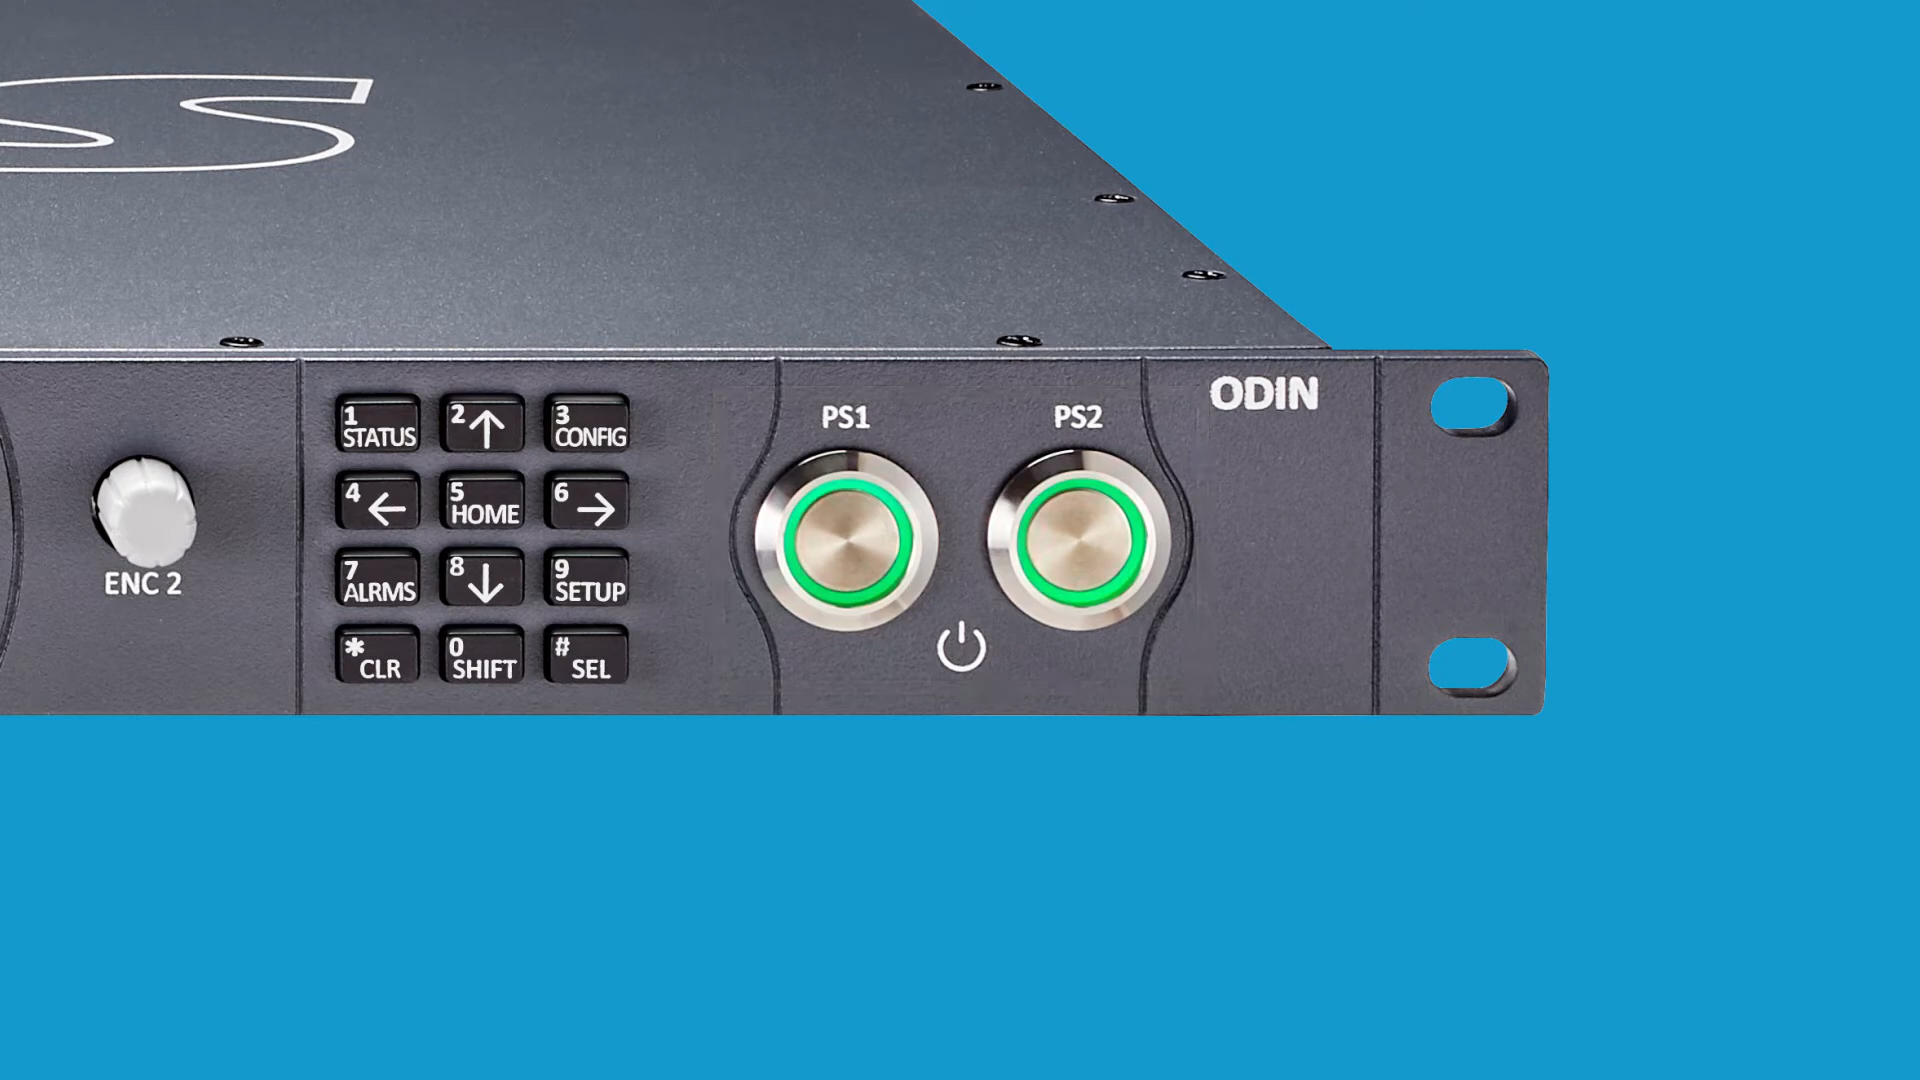 S
ODIN
PS1
PS2
1
STATUS
2
3
CONFIG
4
5
HOME
6
7
ALRMS
8
9
SETUP
*
CLR
0
SHIFT
#
SEL
ENC 2